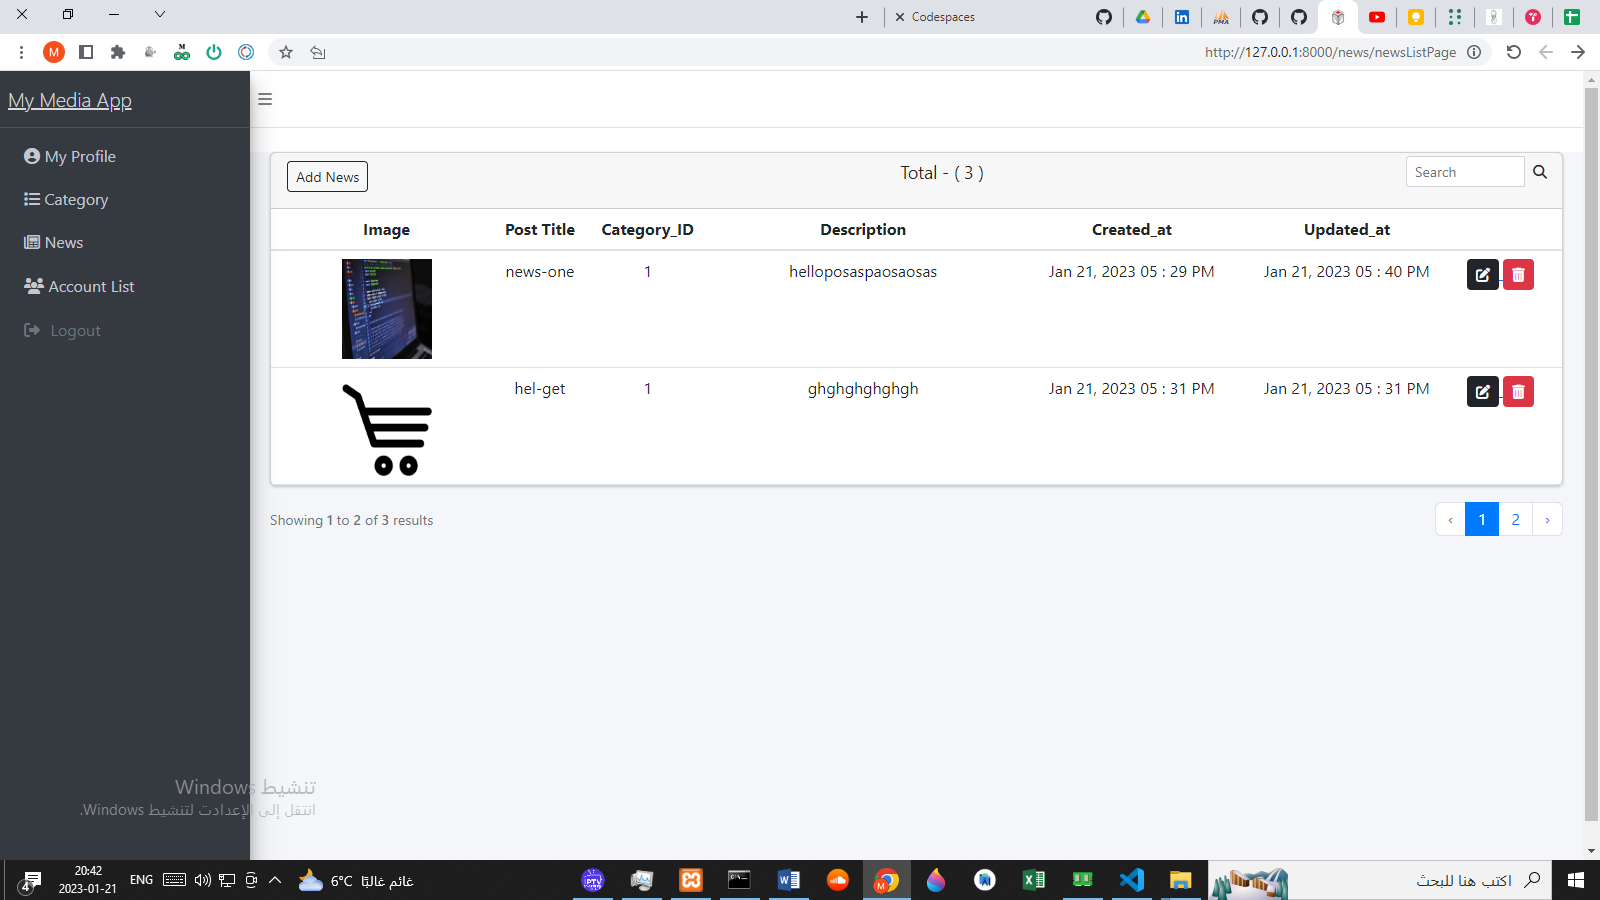 Codespaces
M
http://127.0.0.1:8000/news/newsListPage
My Media App
My Profile
Category
News
Account List
Logout
Add News
Total - ( 3 )
Search
Image Post Title Category_ID Description Created_at Updated_at
news-one 1 helloposaspaosaosas Jan 21, 2023 05 : 29 PM Jan 21, 2023 05 : 40 PM
hel-get 1 ghghghghghgh Jan 21, 2023 05 : 31 PM Jan 21, 2023 05 : 31 PM
Showing 1 to 2 of 3 results
‹ 1 2 ›
تنشيط Windows
انتقل إلى الإعدادت لتنشيط Windows.
4
20:42
2023-01-21
ENG
6°C غائم غالبًا
اكتب هنا للبحث